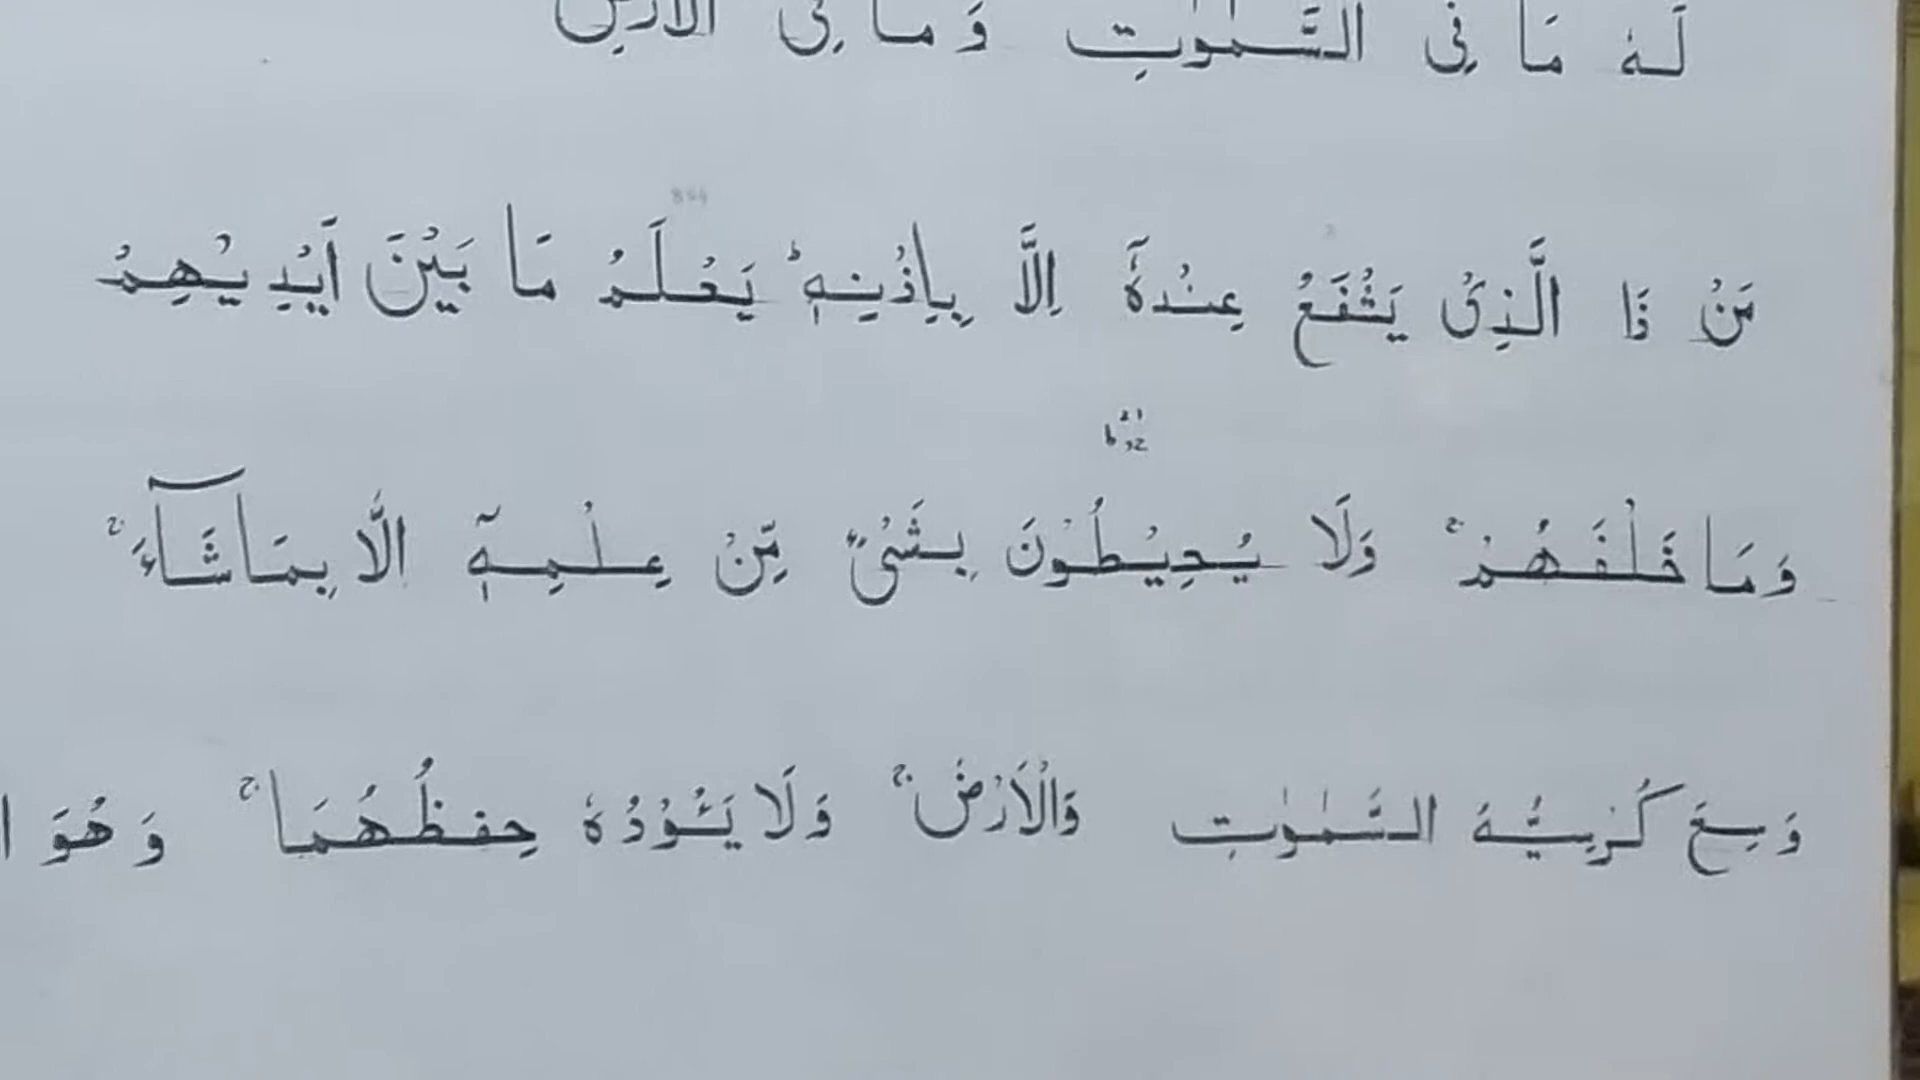 لَهٗ مَا فِی السَّمٰوٰتِ وَمَا فِی الْاَرْضِ
مَنْ ذَا الَّذِیْ یَشْفَعُ عِنْدَهٗۤ اِلَّا بِاِذْنِهٖؕ یَعْلَمُ مَا بَیْنَ اَیْدِیْهِمْ
وَمَا خَلْفَهُمْۚ وَلَا یُحِیْطُوْنَ بِشَیْءٍ مِّنْ عِلْمِهٖۤ اِلَّا بِمَا شَآءَۚ
وَسِعَ كُرْسِیُّهُ السَّمٰوٰتِ وَالْاَرْضَۚ وَلَا یَئُوْدُهٗ حِفْظُهُمَاۚ وَهُوَ